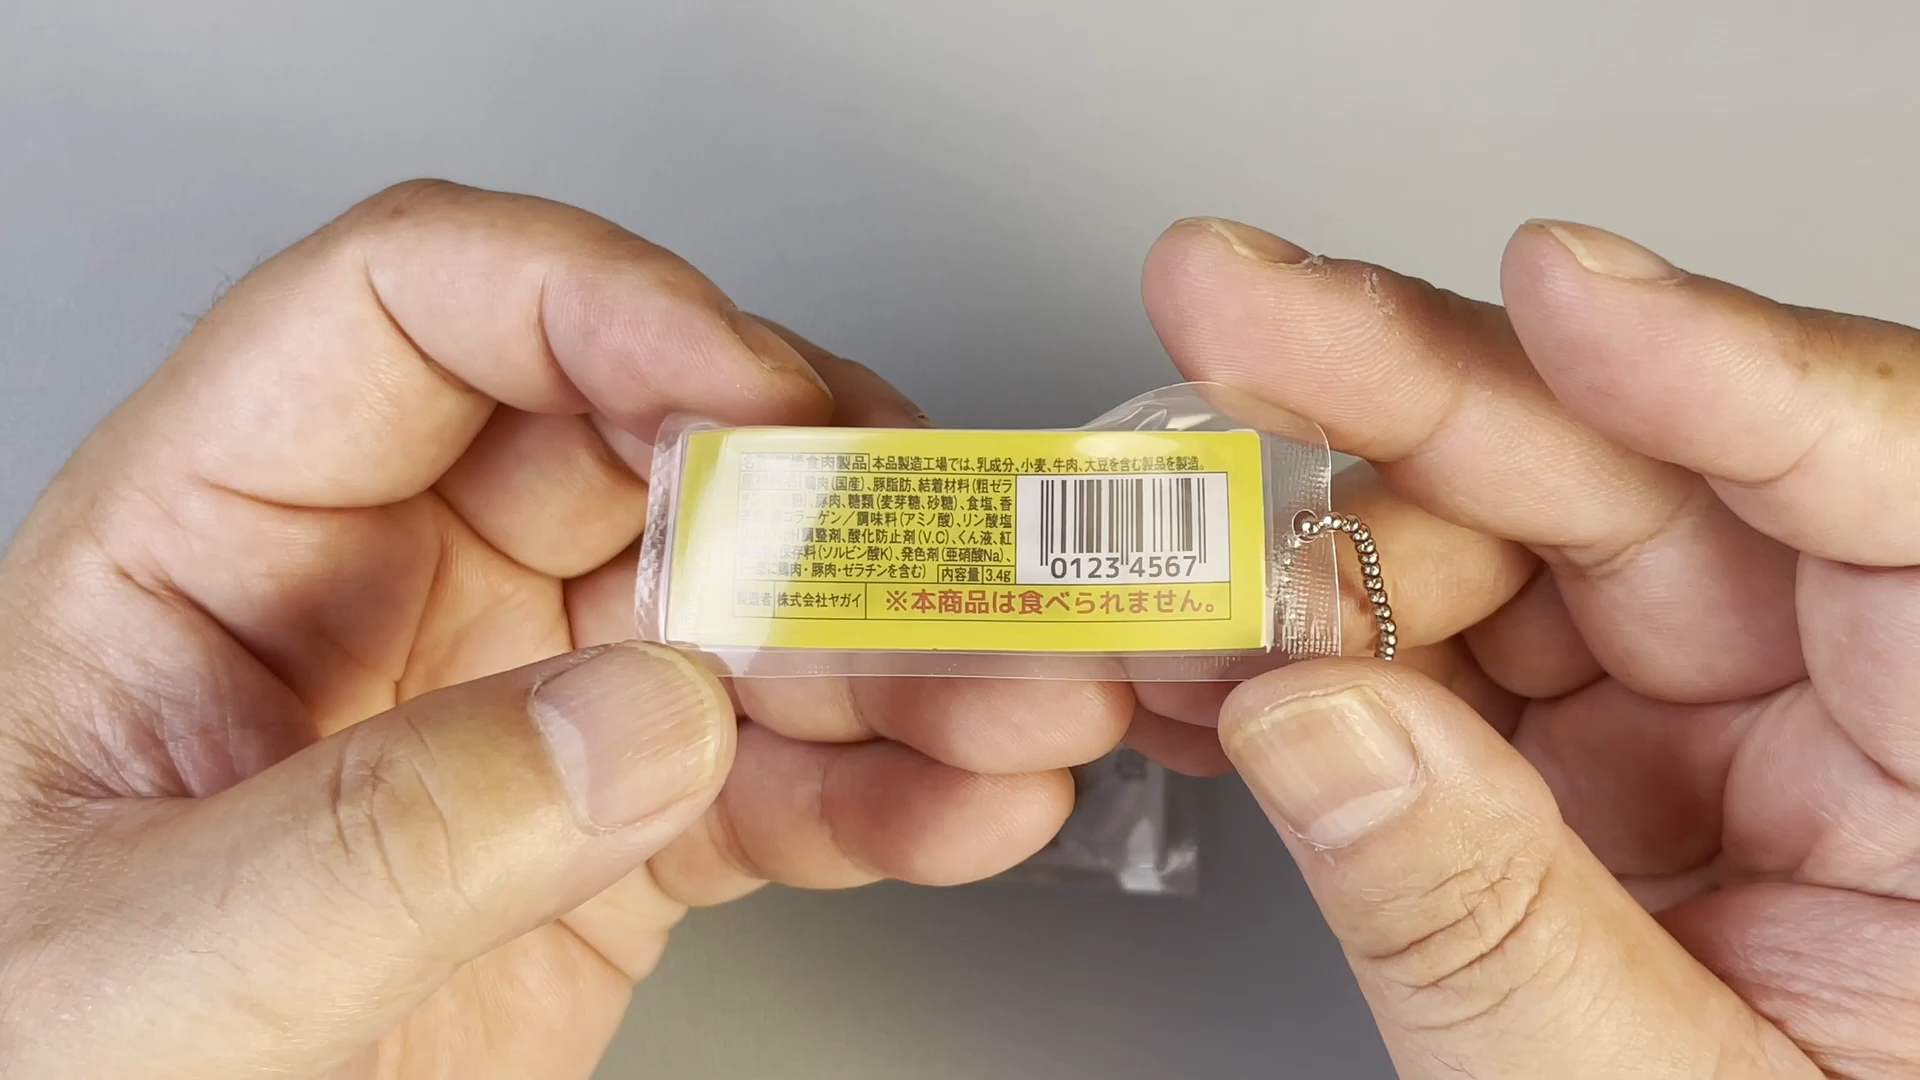 食肉製品 本品製造工場では、乳成分、小麦、牛肉、大豆を含む製品を製造。
鶏肉(国産)、豚脂肪、結着材料(粗ゼラ
粉)、豚肉、糖類(麦芽糖、砂糖)、食塩、香
コラーゲン/調味料(アミノ酸)、リン酸塩
調整剤、酸化防止剤(V.C)、くん液、紅
保存料(ソルビン酸K)、発色剤(亜硝酸Na)、
(一部に鶏肉・豚肉・ゼラチンを含む) 内容量 3.4g
0123 4567
製造者 株式会社ヤガイ ※本商品は食べられません。